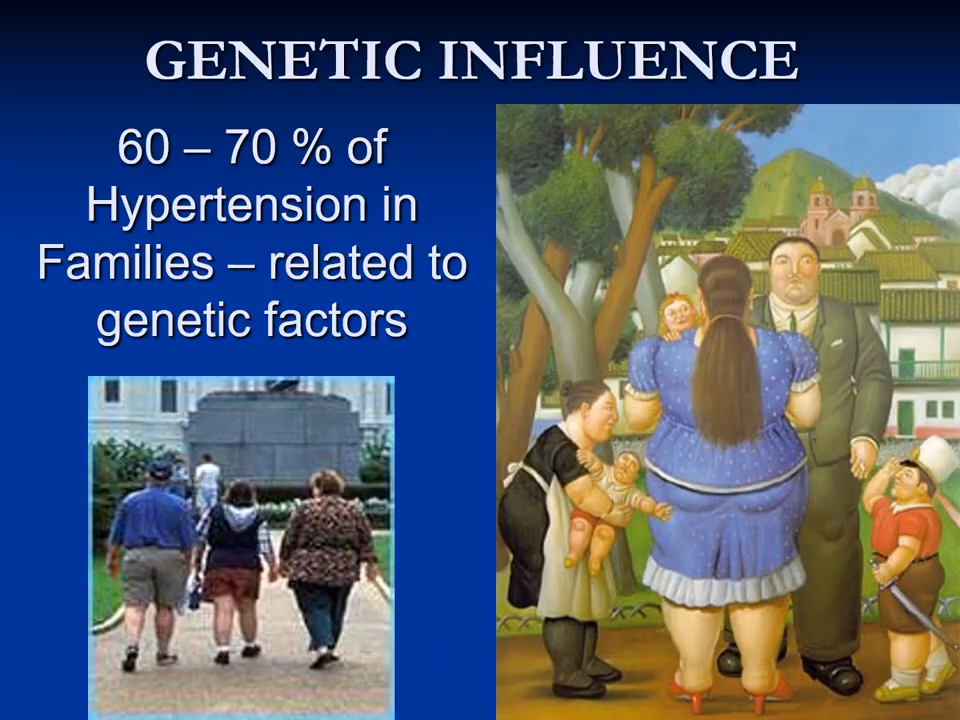 GENETIC INFLUENCE
60 – 70 % of
Hypertension in
Families – related to
genetic factors